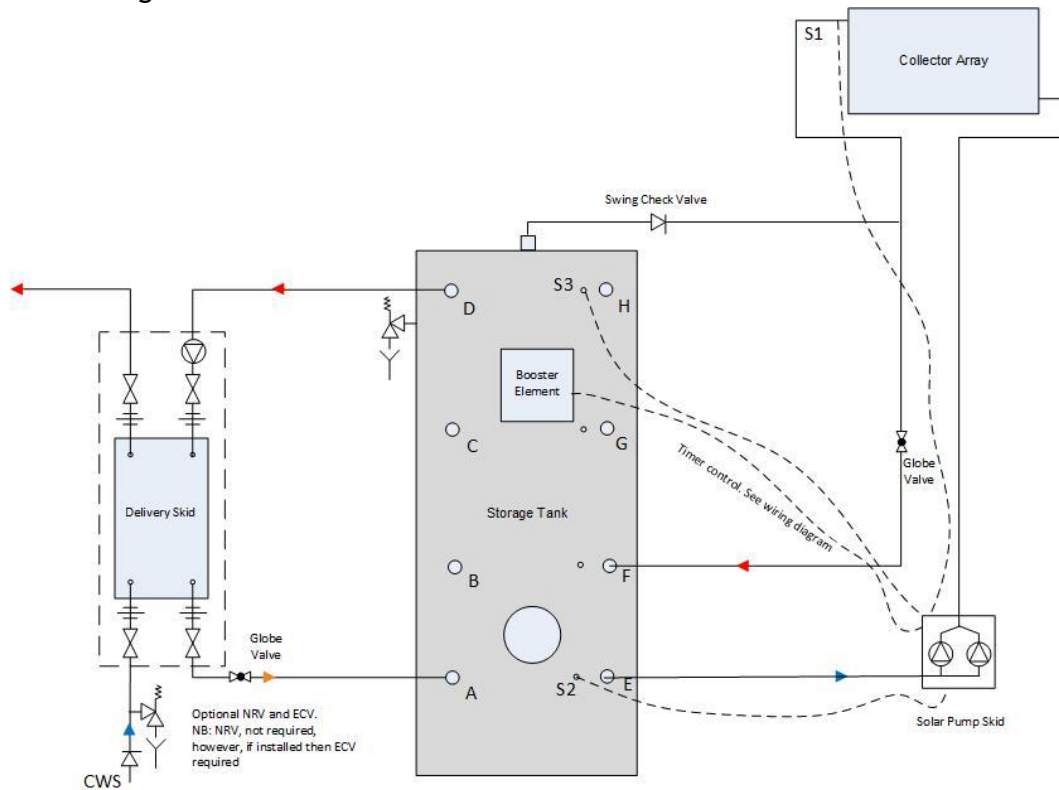 S1
Collector Array
Swing Check Valve
D
S3
H
Booster
Element
C
G
Globe
Valve
Timer control. See wiring diagram
Delivery Skid
Storage Tank
B
F
Globe
Valve
A
S2
E
Solar Pump Skid
Optional NRV and ECV.
NB: NRV, not required,
however, if installed then ECV
required
CWS